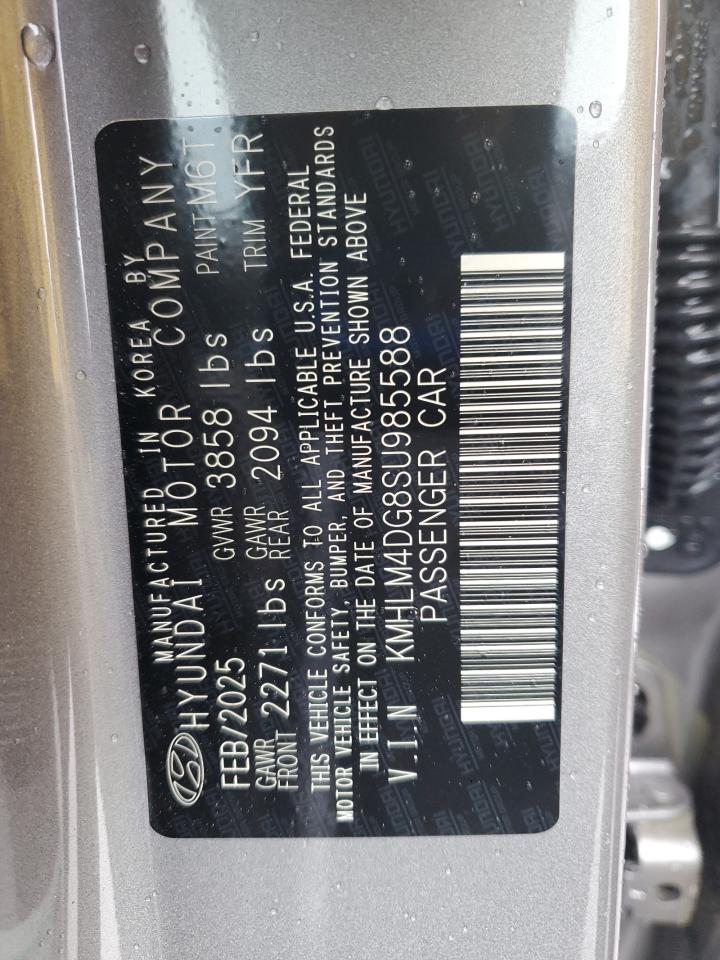 MANUFACTURED IN KOREA BY
HYUNDAI MOTOR COMPANY
FEB/2025 GVWR 3858 lbs PAINT M6T
GAWR FRONT 2271 lbs GAWR REAR 2094 lbs TRIM YFR
THIS VEHICLE CONFORMS TO ALL APPLICABLE U.S.A. FEDERAL
MOTOR VEHICLE SAFETY, BUMPER, AND THEFT PREVENTION STANDARDS
IN EFFECT ON THE DATE OF MANUFACTURE SHOWN ABOVE
V.I.N KMHLM4DG8SU985588
PASSENGER CAR